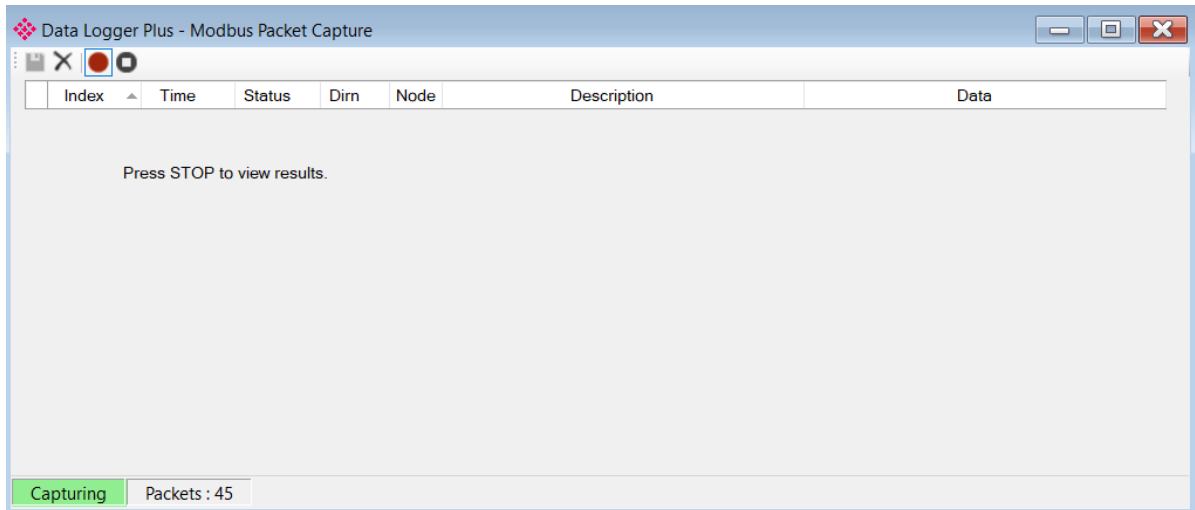 Data Logger Plus - Modbus Packet Capture
Index Time Status Dirn Node Description Data
Press STOP to view results.
Capturing Packets : 45